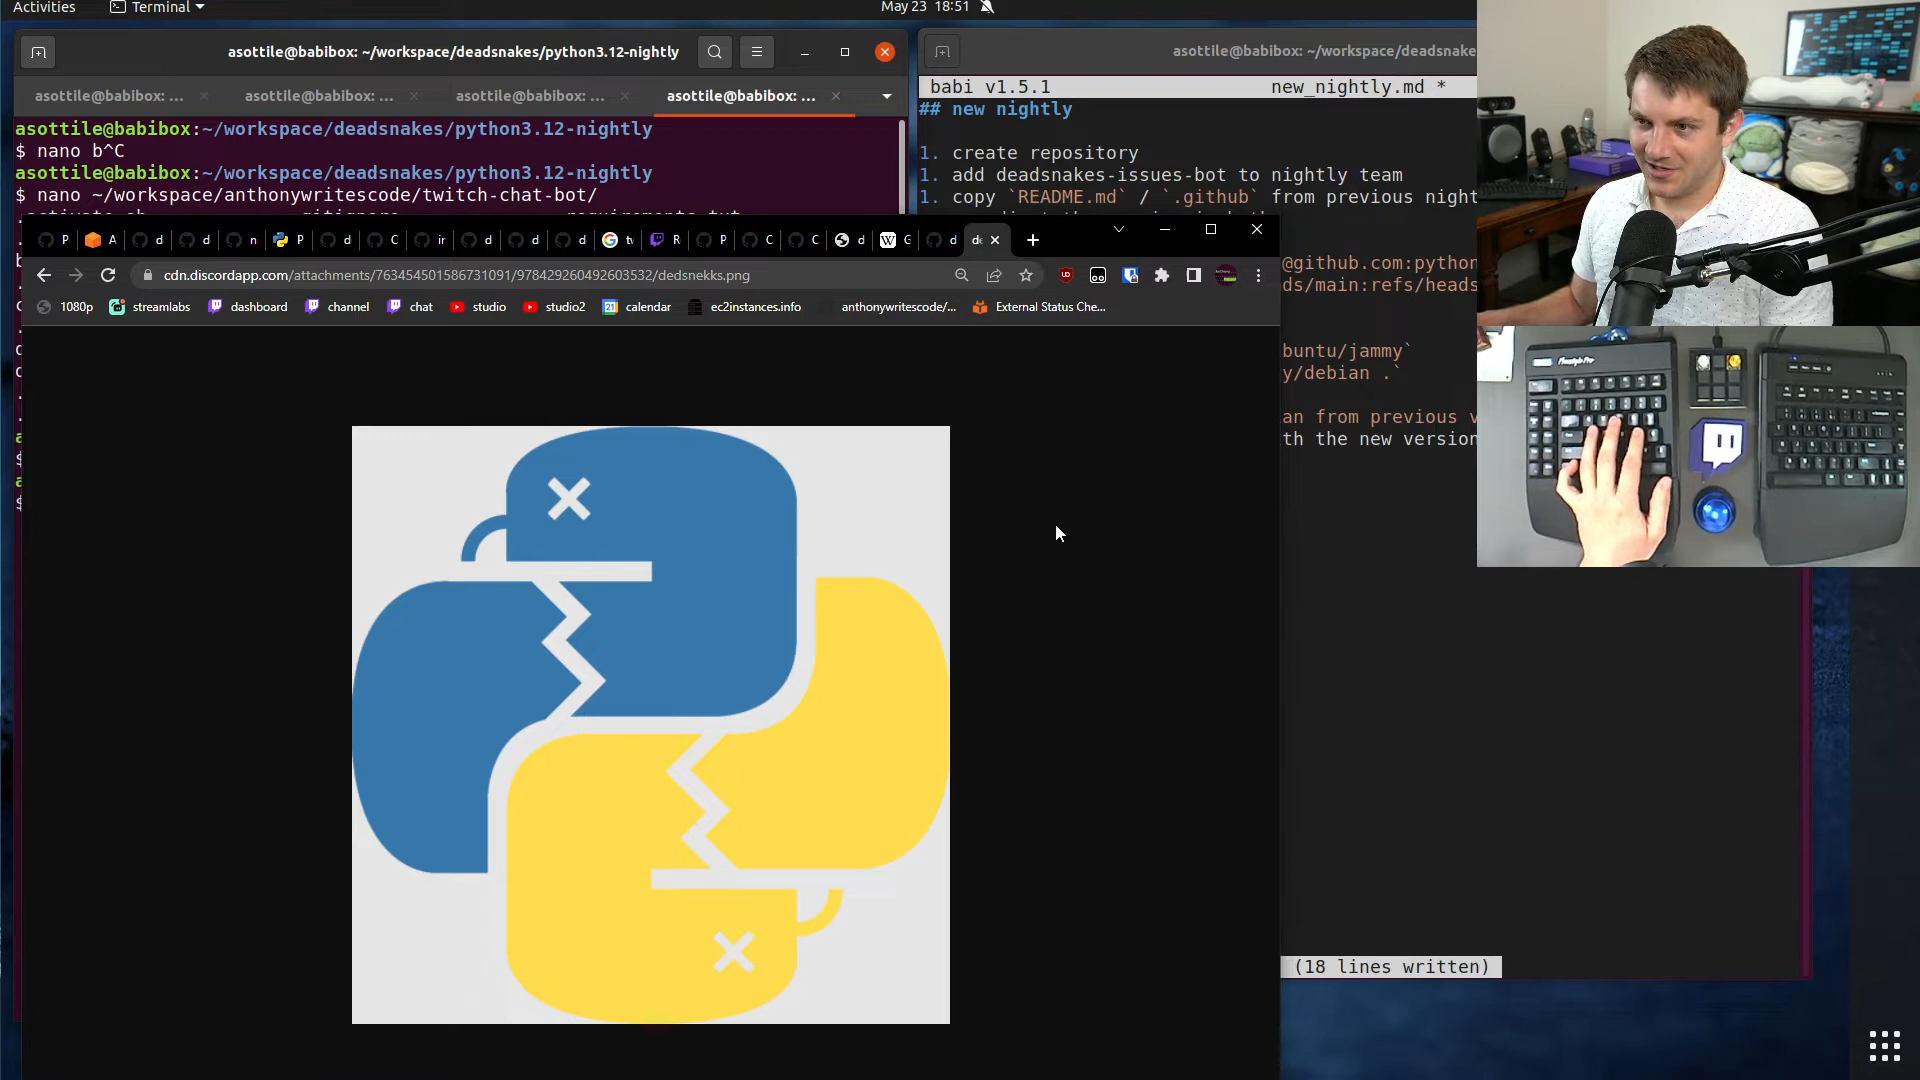 Activities
Terminal
May 23 18:51
asottile@babibox: ~/workspace/deadsnakes/python3.12-nightly
asottile@babibox: ~/workspace/deadsnake
asottile@babibox: ...
asottile@babibox: ...
asottile@babibox: ...
asottile@babibox: ...
babi v1.5.1
new_nightly.md *
## new nightly
asottile@babibox:~/workspace/deadsnakes/python3.12-nightly
$ nano b^C
asottile@babibox:~/workspace/deadsnakes/python3.12-nightly
$ nano ~/workspace/anthonywritescode/twitch-chat-bot/
1. create repository
1. add deadsnakes-issues-bot to nightly team
1. copy `README.md` / `.github` from previous night
@github.com:python
ds/main:refs/heads
buntu/jammy`
y/debian .`
an from previous v
th the new version
(18 lines written)
P
A
d
d
n
P
d
C
ir
d
d
d
tv
R
P
C
C
d
G
d
de
cdn.discordapp.com/attachments/763454501586731091/978429260492603532/dedsnekks.png
1080p
streamlabs
dashboard
channel
chat
studio
studio2
calendar
ec2instances.info
anthonywritescode/...
External Status Che...